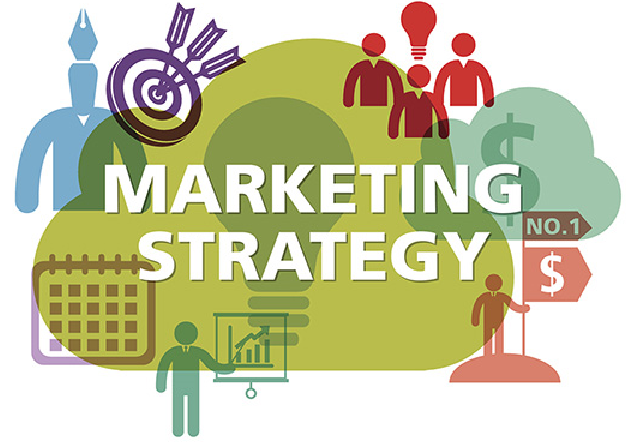 MARKETING
STRATEGY
$
NO.1
$